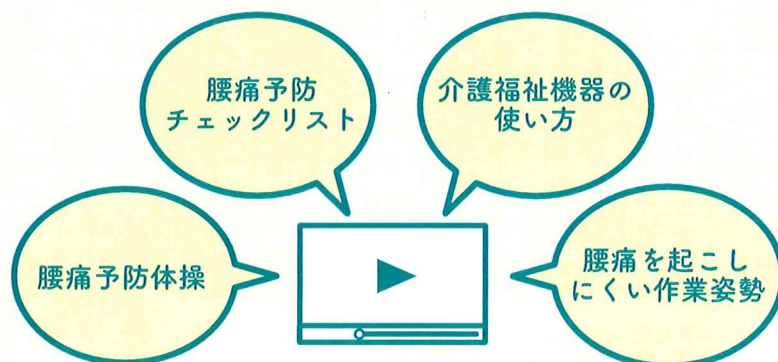 腰痛予防
チェックリスト
介護福祉機器の
使い方
腰痛予防体操
腰痛を起こし
にくい作業姿勢